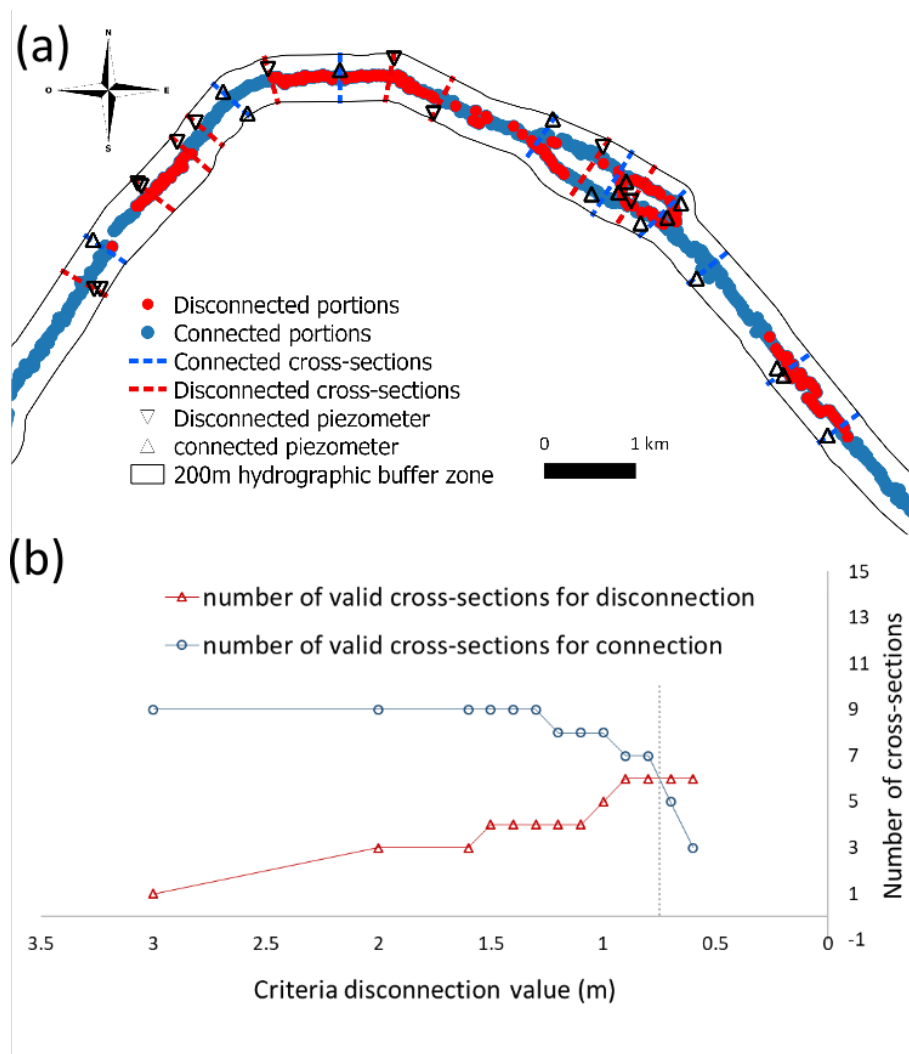 (a)
N
O
E
S
Disconnected portions
Connected portions
Connected cross-sections
Disconnected cross-sections
Disconnected piezometer
connected piezometer
200m hydrographic buffer zone
0 1 km
(b)
number of valid cross-sections for disconnection
number of valid cross-sections for connection
15
13
11
9
7
5
3
1
-1
Number of cross-sections
3.5 3 2.5 2 1.5 1 0.5 0
Criteria disconnection value (m)